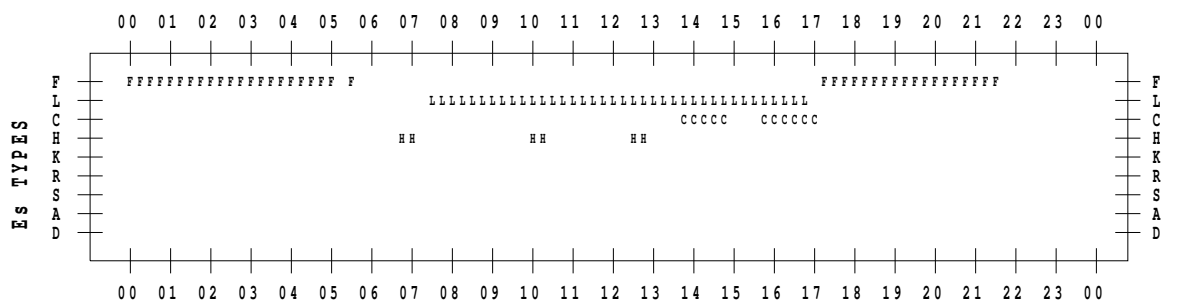 00 01 02 03 04 05 06 07 08 09 10 11 12 13 14 15 16 17 18 19 20 21 22 23 00
F FFFFFFFFFFFFFFFFFFFFF F FFFFFFFFFFFFFFFFFF F
L LLLLLLLLLLLLLLLLLLLLLLLLLLLLLLLLLLLLLL L
C CCCCC CCCCCC C
H HH HH HH H
K K
R R
S S
A A
D D
Es TYPES
00 01 02 03 04 05 06 07 08 09 10 11 12 13 14 15 16 17 18 19 20 21 22 23 00